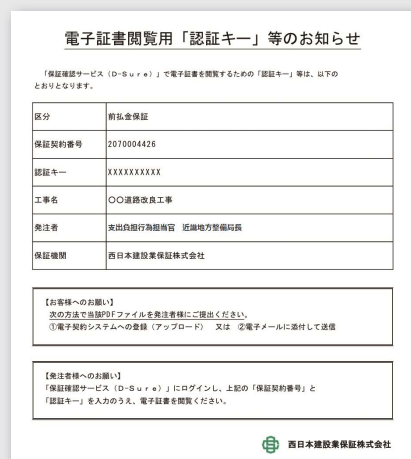 電子証書閲覧用「認証キー」等のお知らせ
「保証確認サービス（D-Sure）」で電子証書を閲覧するための「認証キー」等は、以下の
とおりとなります。
区分 前払金保証
保証契約番号 2070004426
認証キー XXXXXXXXXX
工事名 〇〇道路改良工事
発注者 支出負担行為担当官 近畿地方整備局長
保証機関 西日本建設業保証株式会社
【お客様へのお願い】
次の方法で当該PDFファイルを発注者様にご提出ください。
①電子契約システムへの登録（アップロード） 又は ②電子メールに添付して送信
【発注者様へのお願い】
「保証確認サービス（D-Sure）」にログインし、上記の「保証契約番号」と
「認証キー」を入力のうえ、電子証書を閲覧ください。
西日本建設業保証株式会社